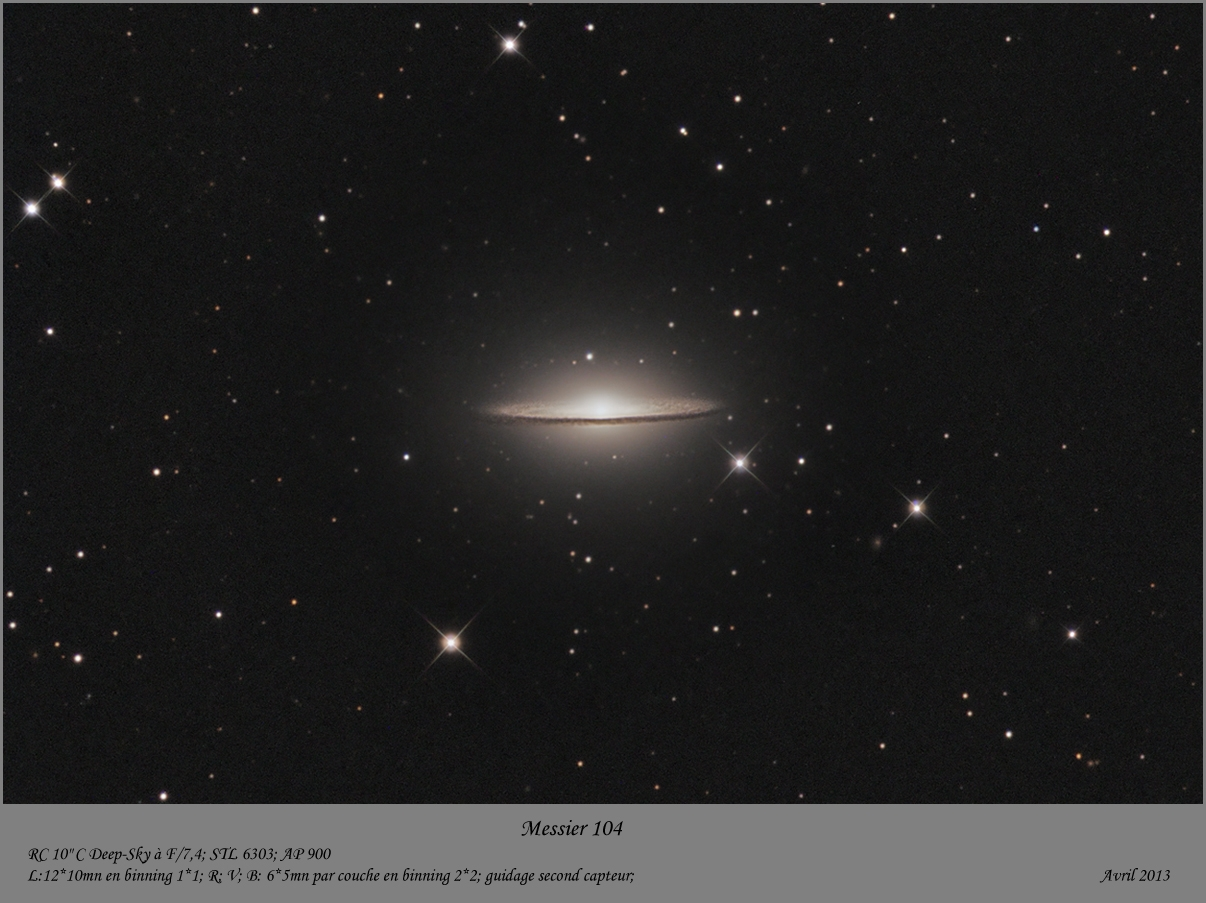 Messier 104
RC 10" C Deep-Sky à F/7,4; STL 6303; AP 900
L:12*10mn en binning 1*1; R; V; B: 6*5mn par couche en binning 2*2; guidage second capteur;
Avril 2013